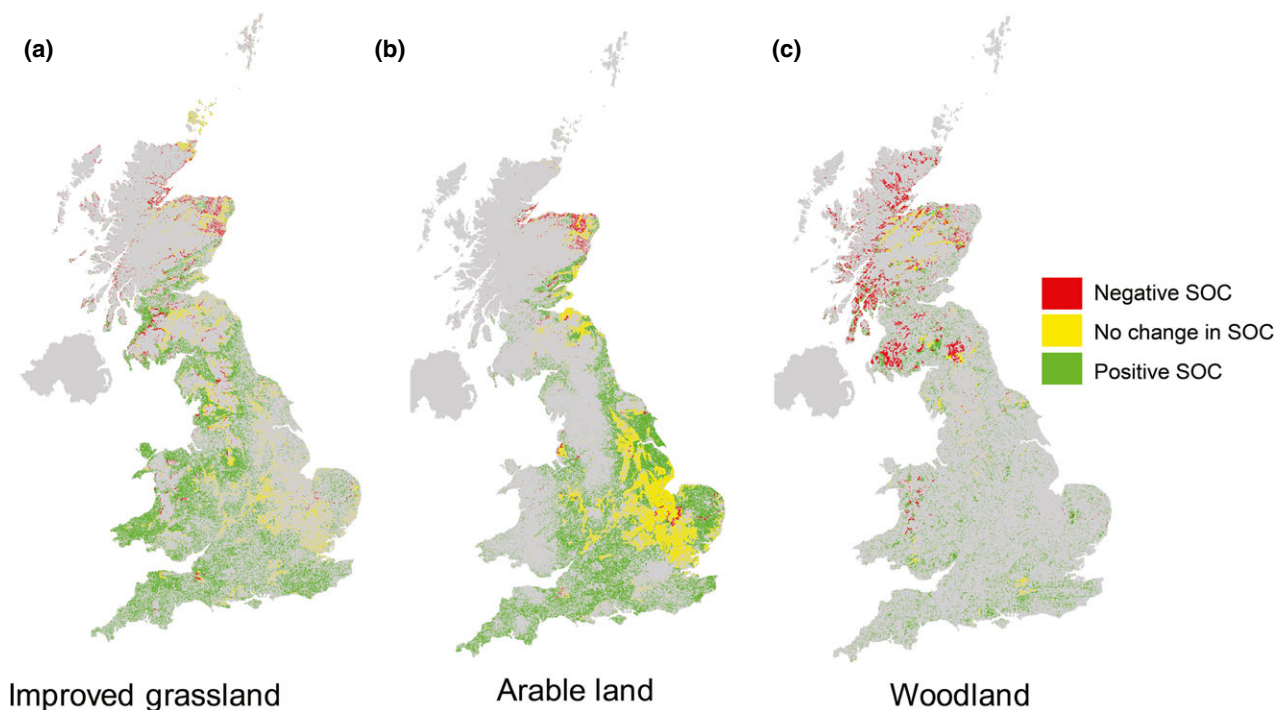 (a)
(b)
(c)
Negative SOC
No change in SOC
Positive SOC
Improved grassland
Arable land
Woodland